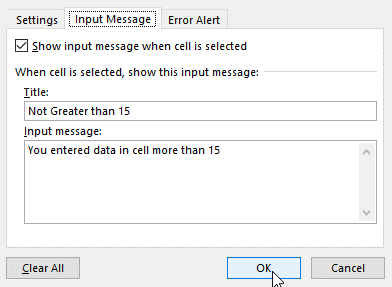 Settings Input Message Error Alert
Show input message when cell is selected
When cell is selected, show this input message:
Title:
Not Greater than 15
Input message:
You entered data in cell more than 15
Clear All OK Cancel